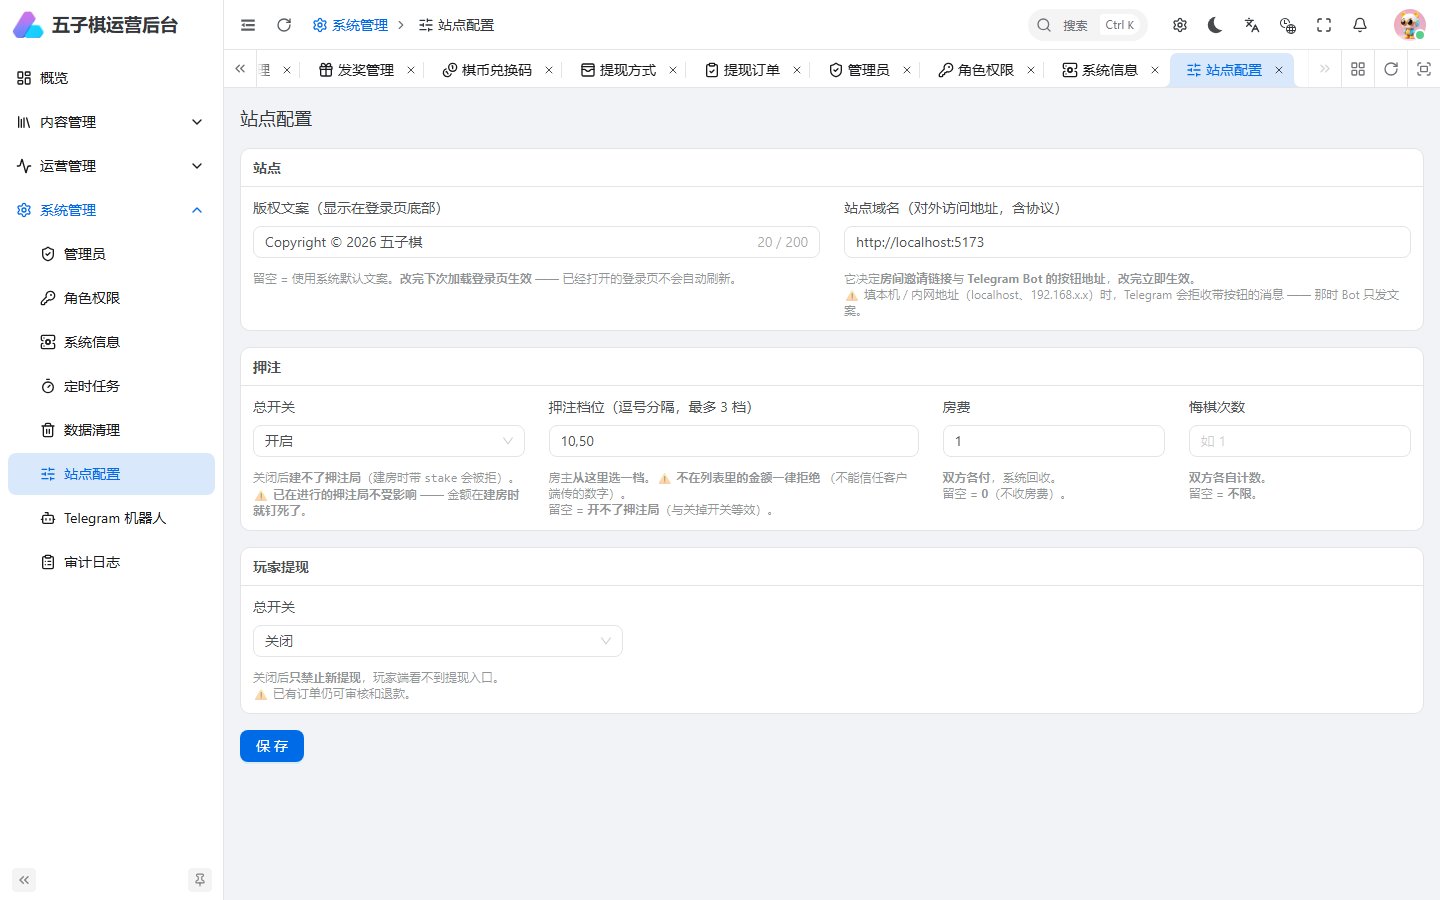 五子棋运营后台
系统管理
站点配置
搜索
Ctrl K
理
发奖管理
棋币兑换码
提现方式
提现订单
管理员
角色权限
系统信息
站点配置
概览
内容管理
运营管理
系统管理
管理员
角色权限
系统信息
定时任务
数据清理
站点配置
Telegram 机器人
审计日志
站点配置
站点
版权文案（显示在登录页底部）
Copyright © 2026 五子棋
20 / 200
留空 = 使用系统默认文案。改完下次加载登录页生效 —— 已经打开的登录页不会自动刷新。
站点域名（对外访问地址，含协议）
http://localhost:5173
它决定房间邀请链接与 Telegram Bot 的按钮地址，改完立即生效。
⚠️ 填本机 / 内网地址（localhost、192.168.x.x）时，Telegram 会拒收带按钮的消息 —— 那时 Bot 只发文
案。
押注
总开关
开启
关闭后建不了押注局（建房时带 stake 会被拒）。
⚠️ 已在进行的押注局不受影响 —— 金额在建房时
就钉死了。
押注档位（逗号分隔，最多 3 档）
10,50
房主从这里选一档。⚠️ 不在列表里的金额一律拒绝 （不能信任客户
端传的数字）。
留空 = 开不了押注局（与关掉开关等效）。
房费
1
双方各付，系统回收。
留空 = 0（不收房费）。
悔棋次数
如 1
双方各自计数。
留空 = 不限。
玩家提现
总开关
关闭
关闭后只禁止新提现，玩家端看不到提现入口。
⚠️ 已有订单仍可审核和退款。
保 存